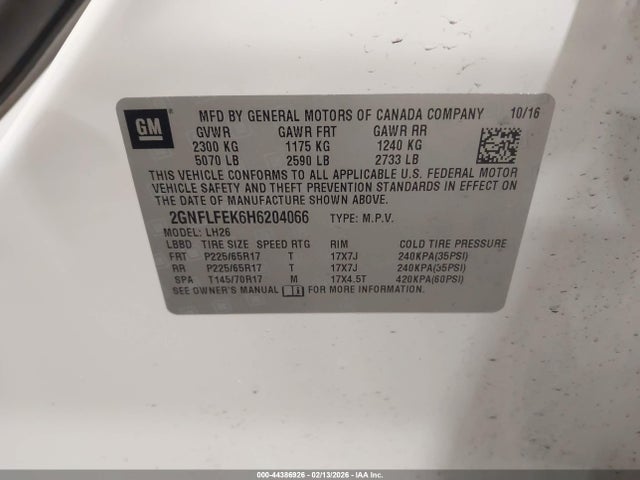 GM
MFD BY GENERAL MOTORS OF CANADA COMPANY 10/16
GVWR GAWR FRT GAWR RR
2300 KG 1175 KG 1240 KG
5070 LB 2590 LB 2733 LB
THIS VEHICLE CONFORMS TO ALL APPLICABLE U.S. FEDERAL MOTOR
VEHICLE SAFETY AND THEFT PREVENTION STANDARDS IN EFFECT ON
THE DATE OF MANUFACTURE SHOWN ABOVE.
2GNFLFEK6H6204066 TYPE: M.P.V.
MODEL: LH26
LBBD TIRE SIZE SPEED RTG RIM COLD TIRE PRESSURE
FRT P225/65R17 T 17X7J 240KPA(35PSI)
RR P225/65R17 T 17X7J 240KPA(35PSI)
SPA T145/70R17 M 17X4.5T 420KPA(60PSI)
SEE OWNER'S MANUAL FOR MORE INFORMATION.
000-44386926 - 02/13/2026 - IAAI.COM